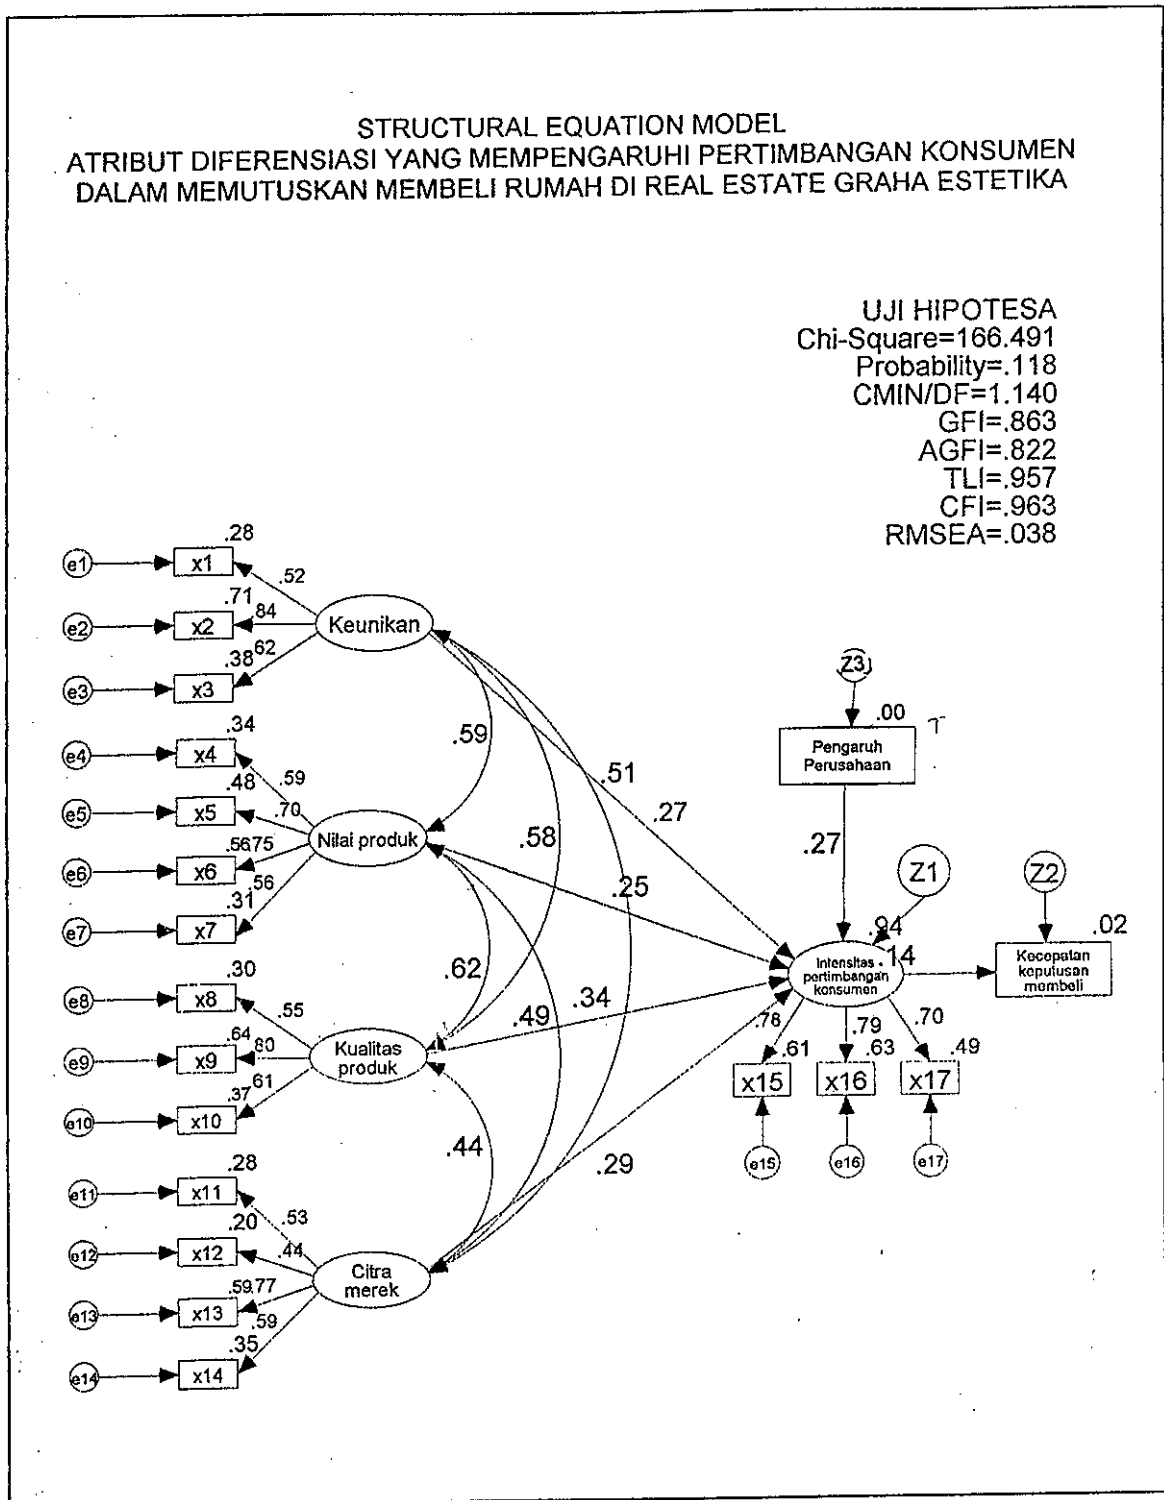 STRUCTURAL EQUATION MODEL
ATRIBUT DIFERENSIASI YANG MEMPENGARUHI PERTIMBANGAN KONSUMEN
DALAM MEMUTUSKAN MEMBELI RUMAH DI REAL ESTATE GRAHA ESTETIKA
UJI HIPOTESA
Chi-Square=166.491
Probability=.118
CMIN/DF=1.140
GFI=.863
AGFI=.822
TLI=.957
CFI=.963
RMSEA=.038
.28
e1 x1
.52
.71
.84
e2 x2
Keunikan
.38
.62
e3 x3
.34
e4 x4
.59
.48
e5 x5
.70
Nilai produk
.56
.75
e6 x6
.56
.31
e7 x7
.30
e8 x8
.55
.64
.80
e9 x9
Kualitas
produk
.37
.61
e10 x10
.28
e11 x11
.53
.20
e12 x12
.44
Citra
merek
.59
.77
e13 x13
.59
.35
e14 x14
.59
.58
.51
.27
.25
.62
.49
.34
.44
.29
Z3
.00
Pengaruh
Perusahaan
.27
Z1
Z2
.94
.14
.02
Intensitas
pertimbangan
konsumen
Kecepatan
keputusan
membeli
.78
.79
.70
.61
.63
.49
x15 x16 x17
e15 e16 e17